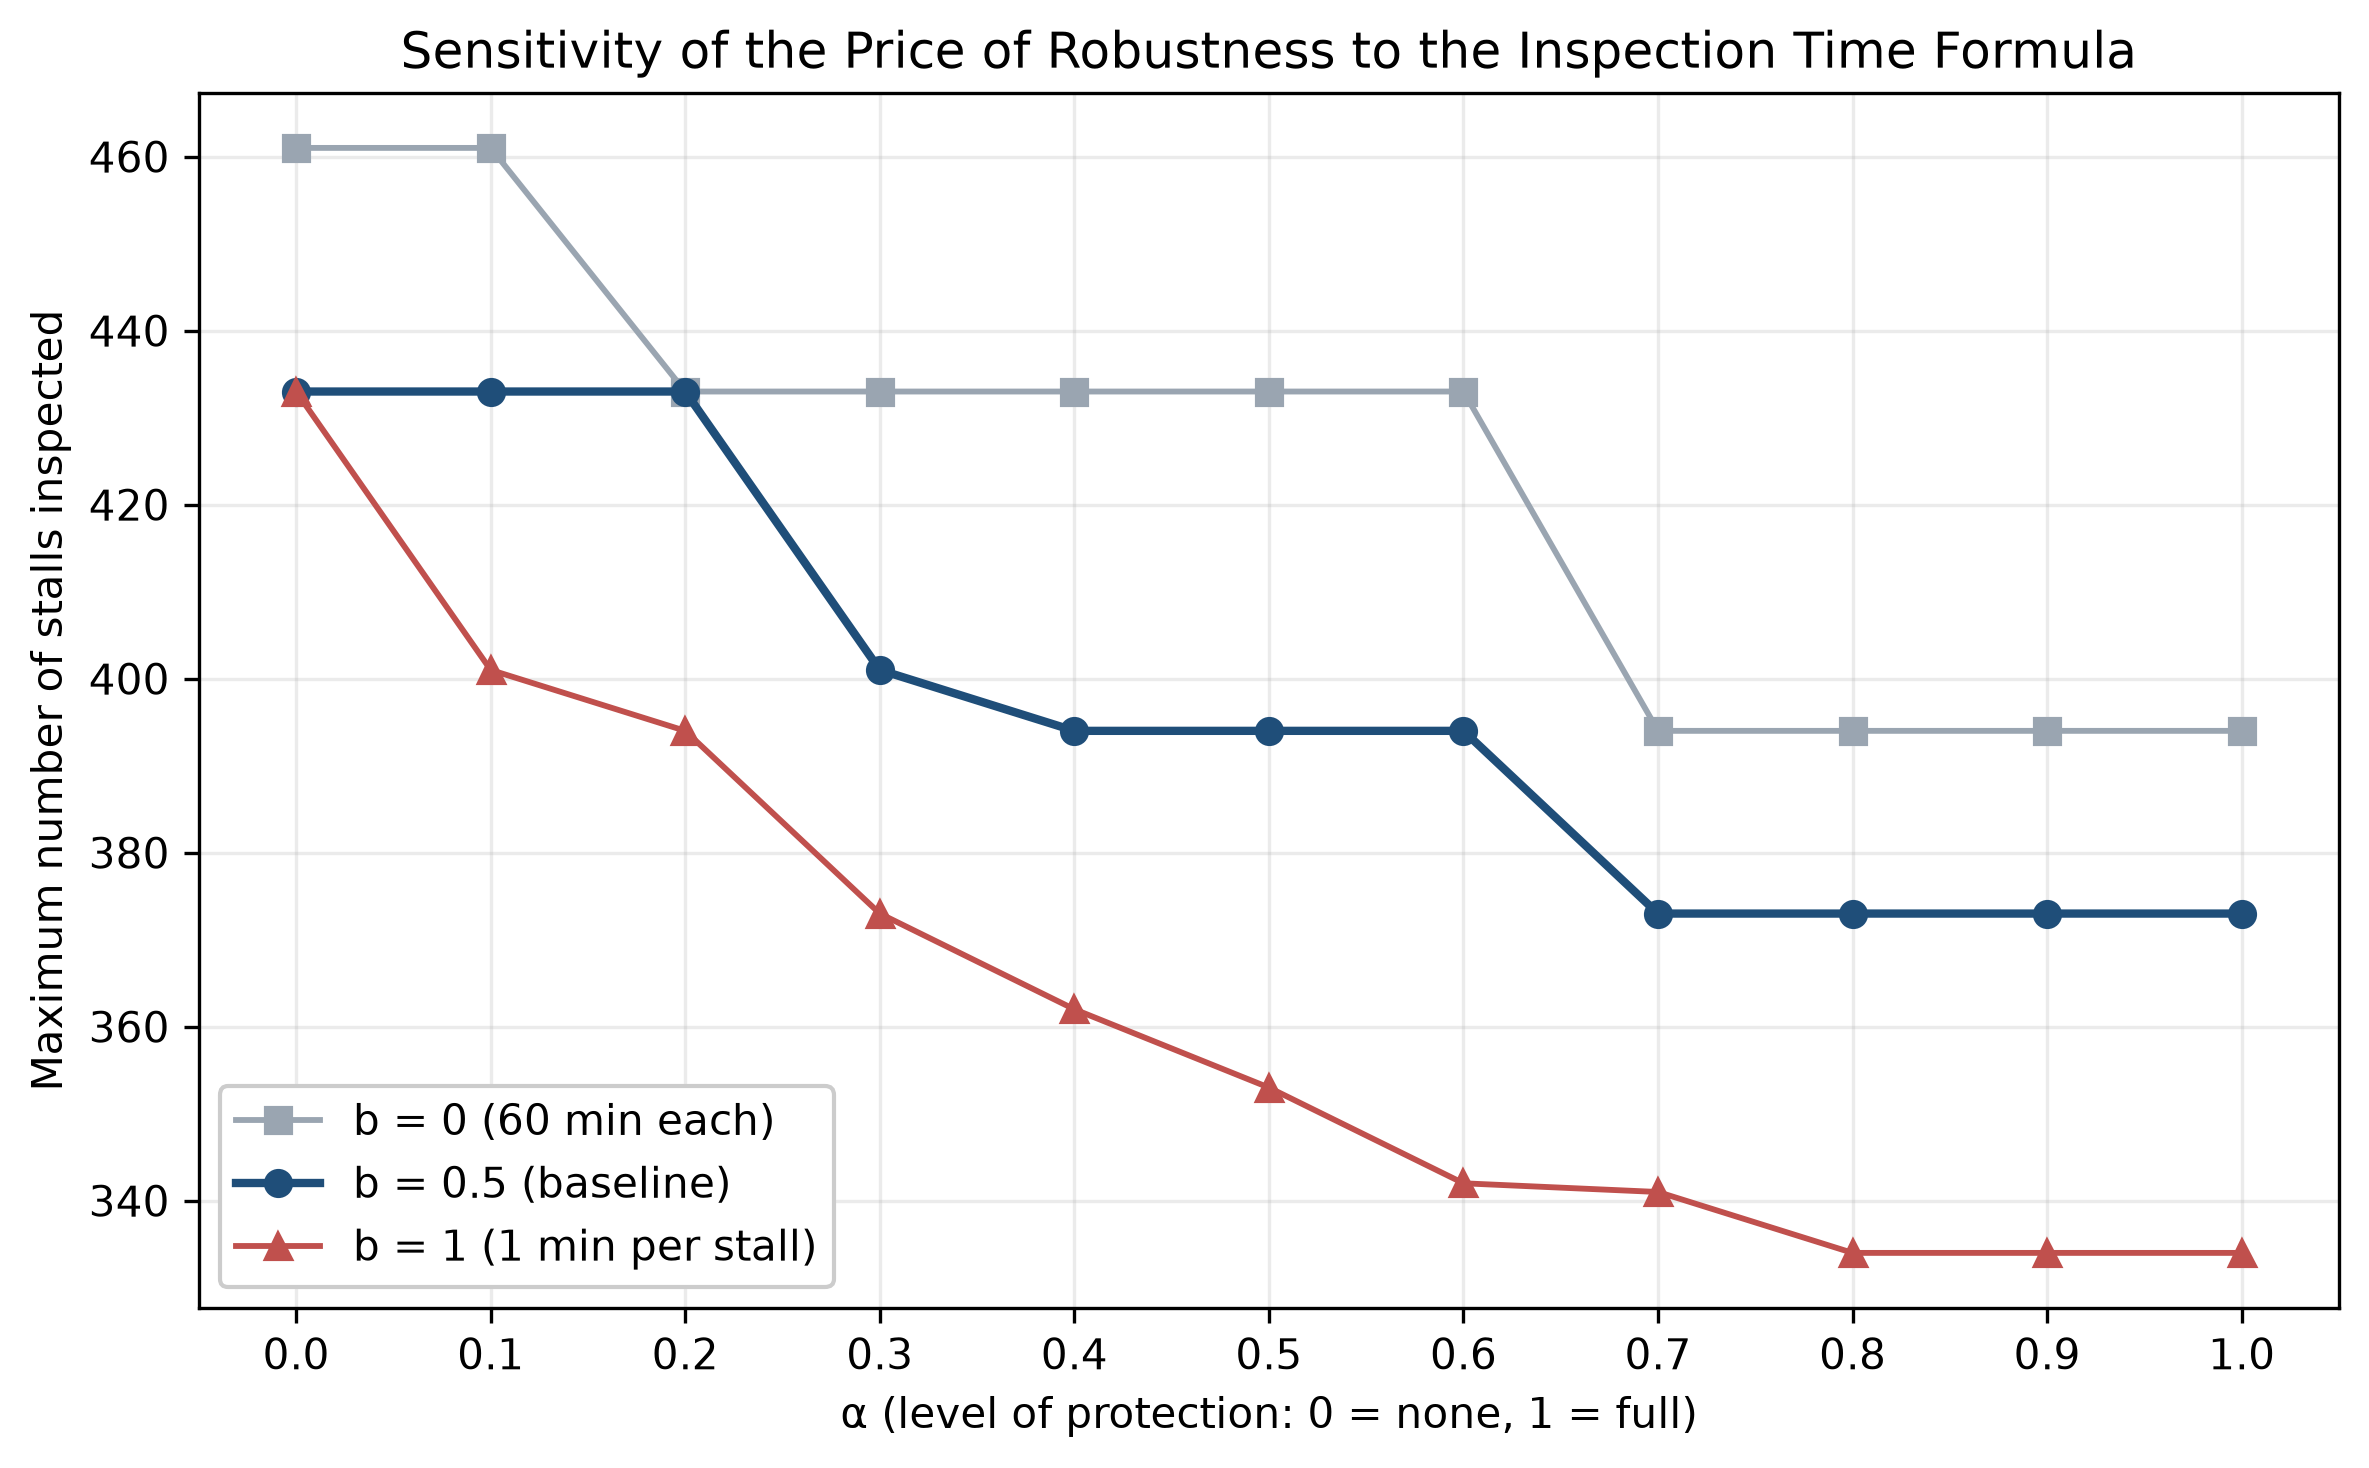 Sensitivity of the Price of Robustness to the Inspection Time Formula
Maximum number of stalls inspected
460
440
420
400
380
360
340
b = 0 (60 min each)
b = 0.5 (baseline)
b = 1 (1 min per stall)
0.0 0.1 0.2 0.3 0.4 0.5 0.6 0.7 0.8 0.9 1.0
α (level of protection: 0 = none, 1 = full)